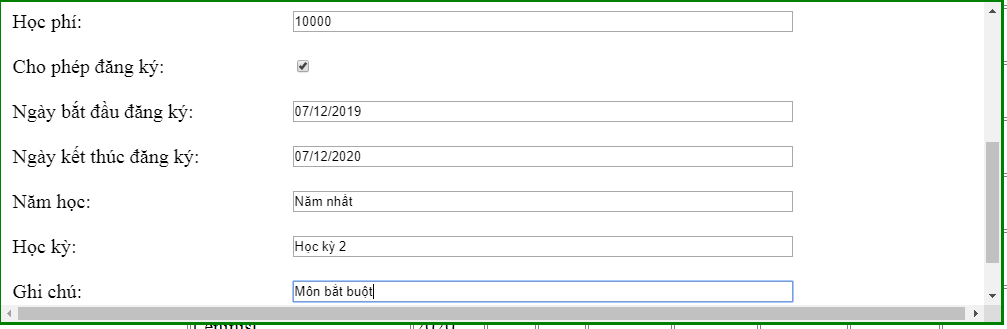 Học phí: 10000
Cho phép đăng ký:
Ngày bắt đầu đăng ký: 07/12/2019
Ngày kết thúc đăng ký: 07/12/2020
Năm học: Năm nhất
Học kỳ: Học kỳ 2
Ghi chú: Môn bắt buột